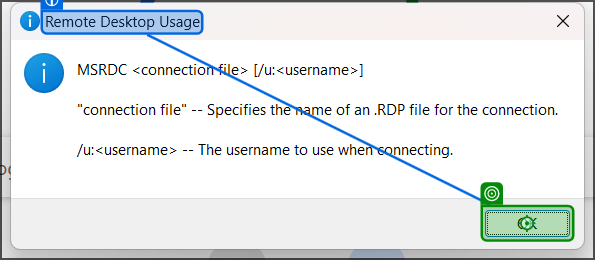 Remote Desktop Usage
MSRDC <connection file> [/u:<username>]
"connection file" -- Specifies the name of an .RDP file for the connection.
/u:<username> -- The username to use when connecting.
OK